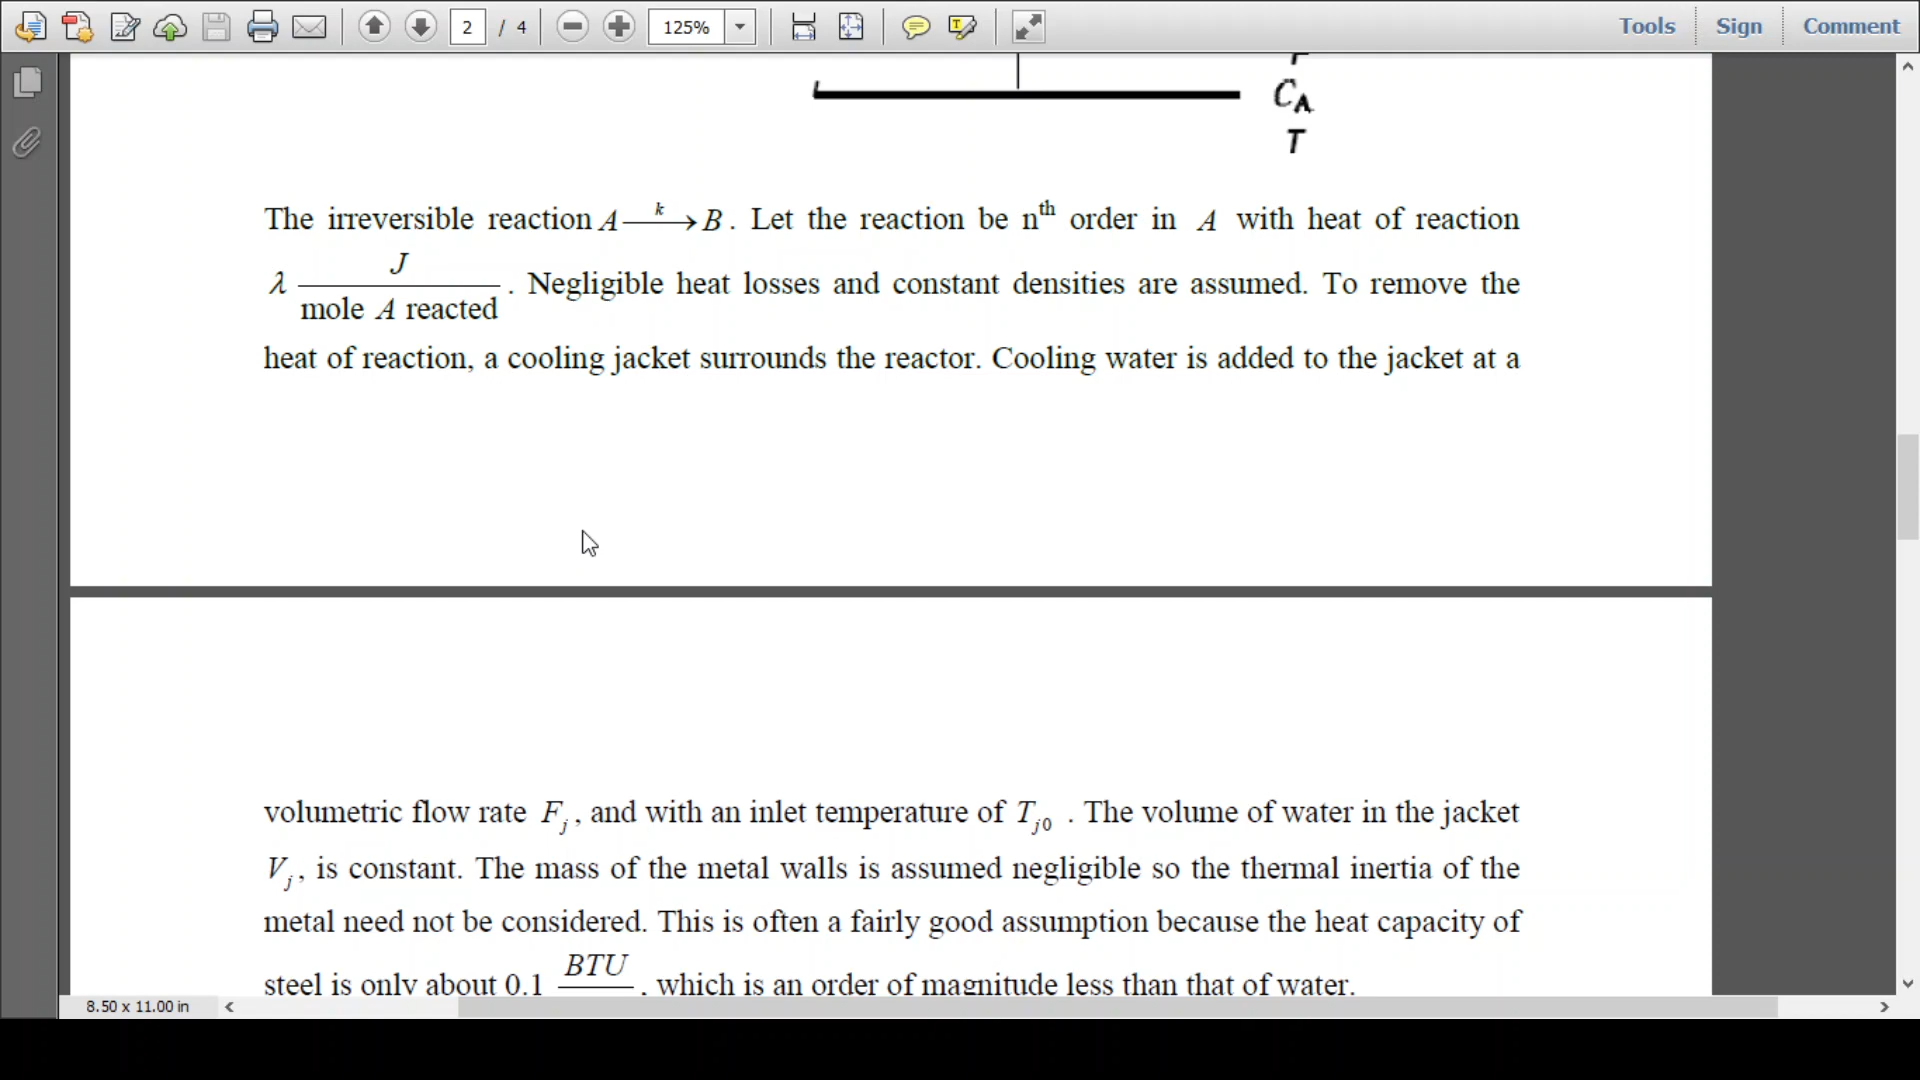 2 / 4
125%
Tools
Sign
Comment
C_A
T
The irreversible reaction A —k→ B. Let the reaction be n^th order in A with heat of reaction
λ J / mole A reacted. Negligible heat losses and constant densities are assumed. To remove the
heat of reaction, a cooling jacket surrounds the reactor. Cooling water is added to the jacket at a
volumetric flow rate F_j, and with an inlet temperature of T_j0 . The volume of water in the jacket
V_j, is constant. The mass of the metal walls is assumed negligible so the thermal inertia of the
metal need not be considered. This is often a fairly good assumption because the heat capacity of
steel is only about 0.1 BTU, which is an order of magnitude less than that of water.
8.50 x 11.00 in